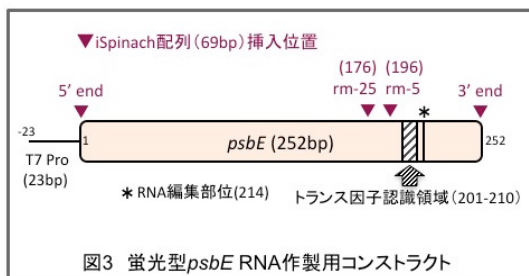 ▼iSpinach配列(69bp)挿入位置
(176) (196)
5' end rm-25 rm-5 3' end
*
-23 1 psbE (252bp) 252
T7 Pro
(23bp)
* RNA編集部位(214)
トランス因子認識領域(201-210)
図3 蛍光型psbE RNA作製用コンストラクト